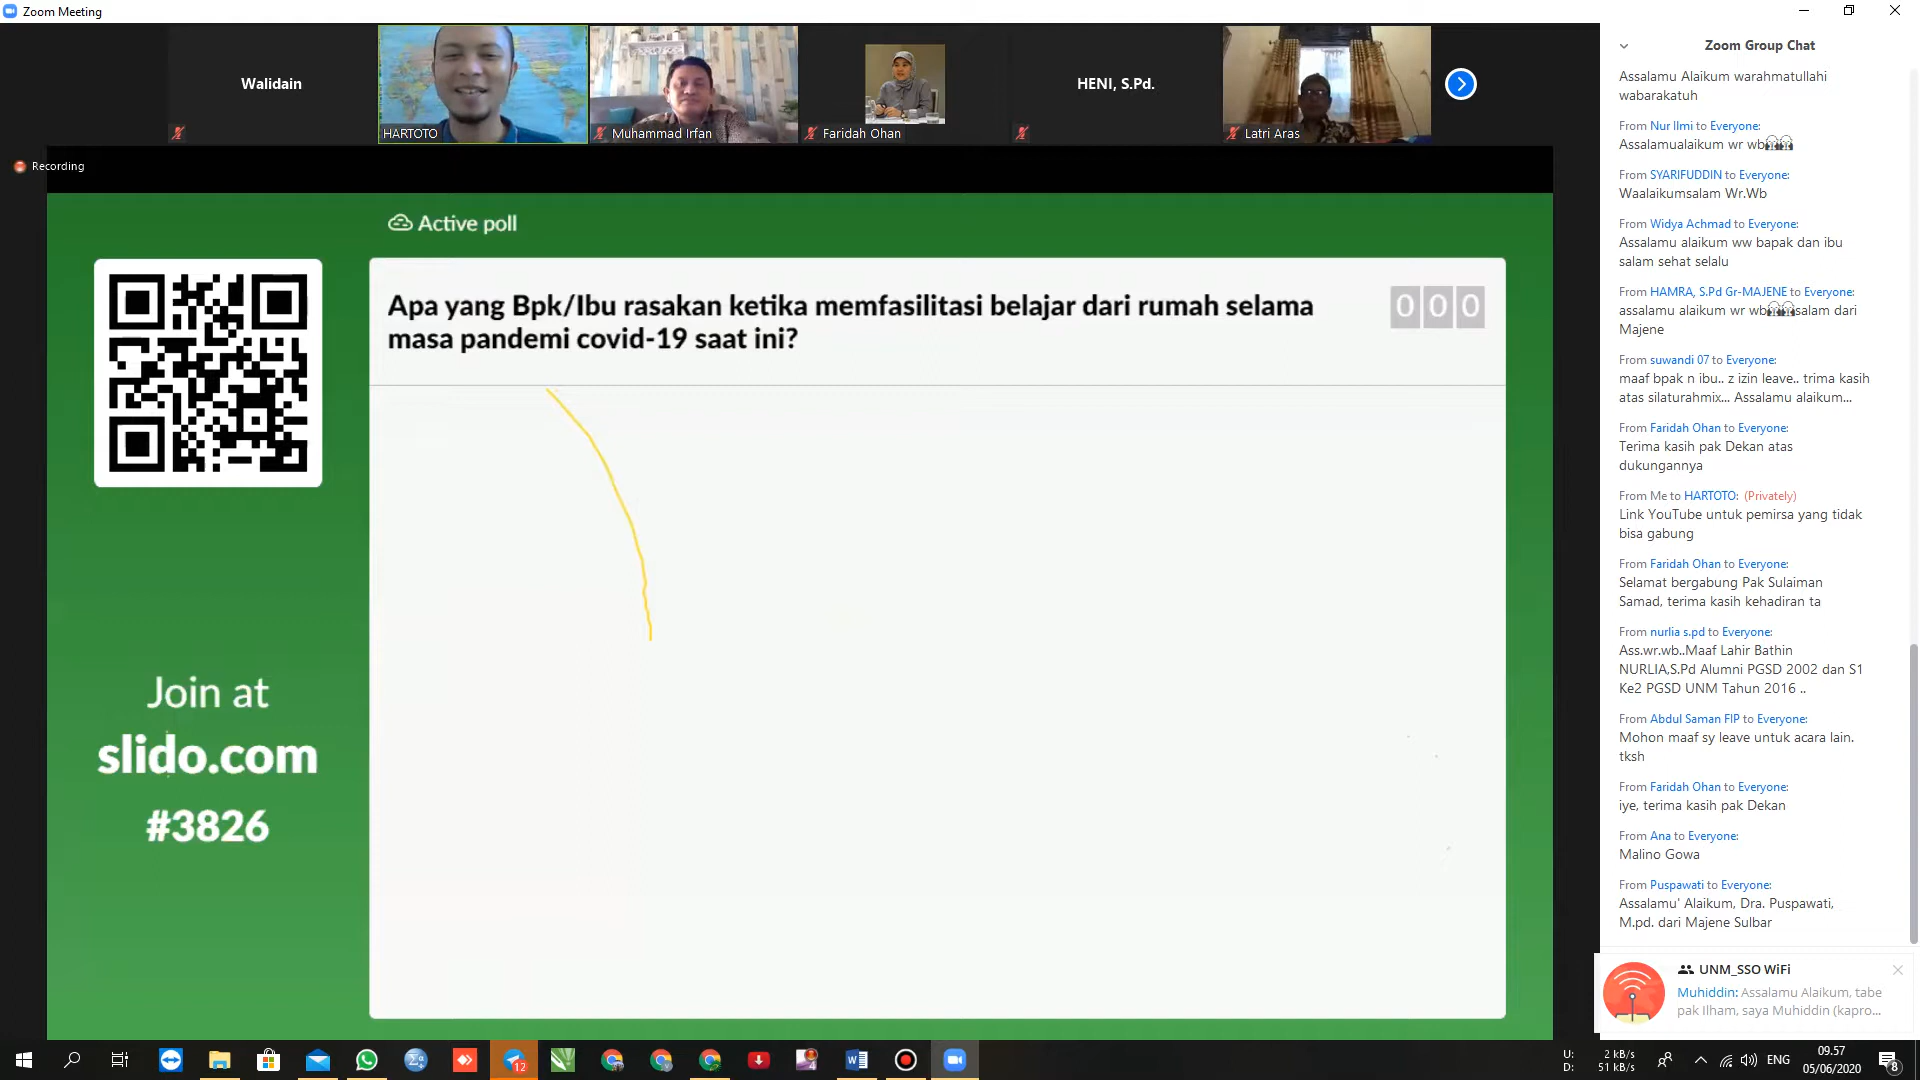 Zoom Meeting
Walidain
HARTOTO
Muhammad Irfan
Faridah Ohan
HENI, S.Pd.
Latri Aras
Recording
Active poll
Apa yang Bpk/Ibu rasakan ketika memfasilitasi belajar dari rumah selama
masa pandemi covid-19 saat ini?
000
Join at
slido.com
#3826
Zoom Group Chat
Assalamu Alaikum warahmatullahi
wabarakatuh
From Nur Ilmi to Everyone:
Assalamualaikum wr wb
From SYARIFUDDIN to Everyone:
Waalaikumsalam Wr.Wb
From Widya Achmad to Everyone:
Assalamu alaikum ww bapak dan ibu
salam sehat selalu
From HAMRA, S.Pd Gr-MAJENE to Everyone:
assalamu alaikum wr wb salam dari
Majene
From suwandi 07 to Everyone:
maaf bpak n ibu.. z izin leave.. trima kasih
atas silaturahmix... Assalamu alaikum...
From Faridah Ohan to Everyone:
Terima kasih pak Dekan atas
dukungannya
From Me to HARTOTO: (Privately)
Link YouTube untuk pemirsa yang tidak
bisa gabung
From Faridah Ohan to Everyone:
Selamat bergabung Pak Sulaiman
Samad, terima kasih kehadiran ta
From nurlia s.pd to Everyone:
Ass.wr.wb..Maaf Lahir Bathin
NURLIA,S.Pd Alumni PGSD 2002 dan S1
Ke2 PGSD UNM Tahun 2016 ..
From Abdul Saman FIP to Everyone:
Mohon maaf sy leave untuk acara lain.
tksh
From Faridah Ohan to Everyone:
iye, terima kasih pak Dekan
From Ana to Everyone:
Malino Gowa
From Puspawati to Everyone:
Assalamu' Alaikum, Dra. Puspawati,
M.pd. dari Majene Sulbar
UNM_SSO WiFi
Muhiddin: Assalamu Alaikum, tabe
pak Ilham, saya Muhiddin (kapro...
12
U: 2 kB/s
D: 51 kB/s
ENG
09.57
05/06/2020
8